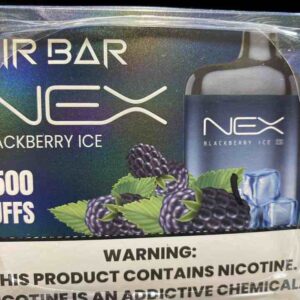 IR BAR
NEX
LACKBERRY ICE
500
UFFS
NEX
BLACKBERRY ICE
WARNING:
HIS PRODUCT CONTAINS NICOTINE.
NICOTINE IS AN ADDICTIVE CHEMICAL